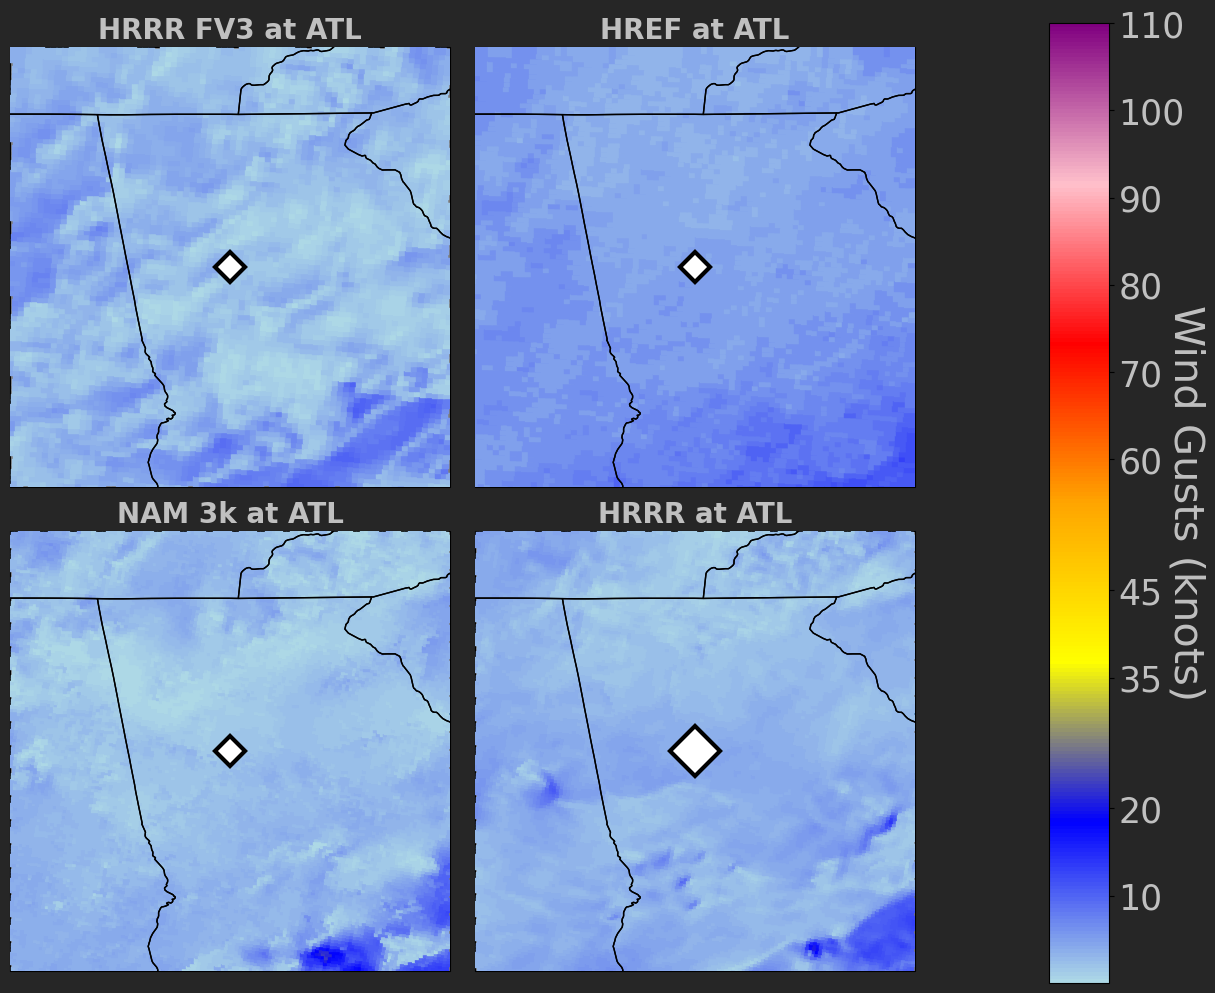 HRRR FV3 at ATL
HREF at ATL
NAM 3k at ATL
HRRR at ATL
110
100
90
80
70
60
45
35
20
10
Wind Gusts (knots)